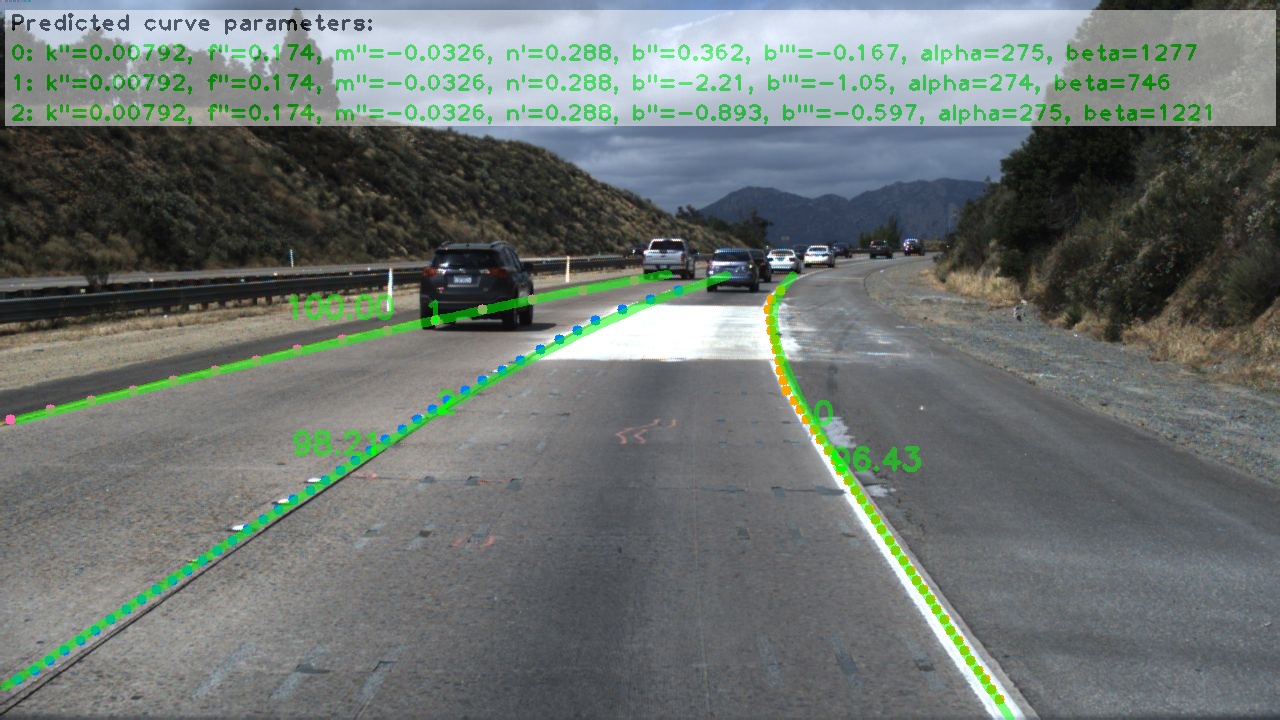 Predicted curve parameters:
0: k''=0.00792, f''=0.174, m''=−0.0326, n'=0.288, b''=0.362, b'''=−0.167, alpha=275, beta=1277
1: k''=0.00792, f''=0.174, m''=−0.0326, n'=0.288, b''=−2.21, b'''=−1.05, alpha=274, beta=746
2: k''=0.00792, f''=0.174, m''=−0.0326, n'=0.288, b''=−0.893, b'''=−0.597, alpha=275, beta=1221
100.00 1
2
0
98.21
96.43